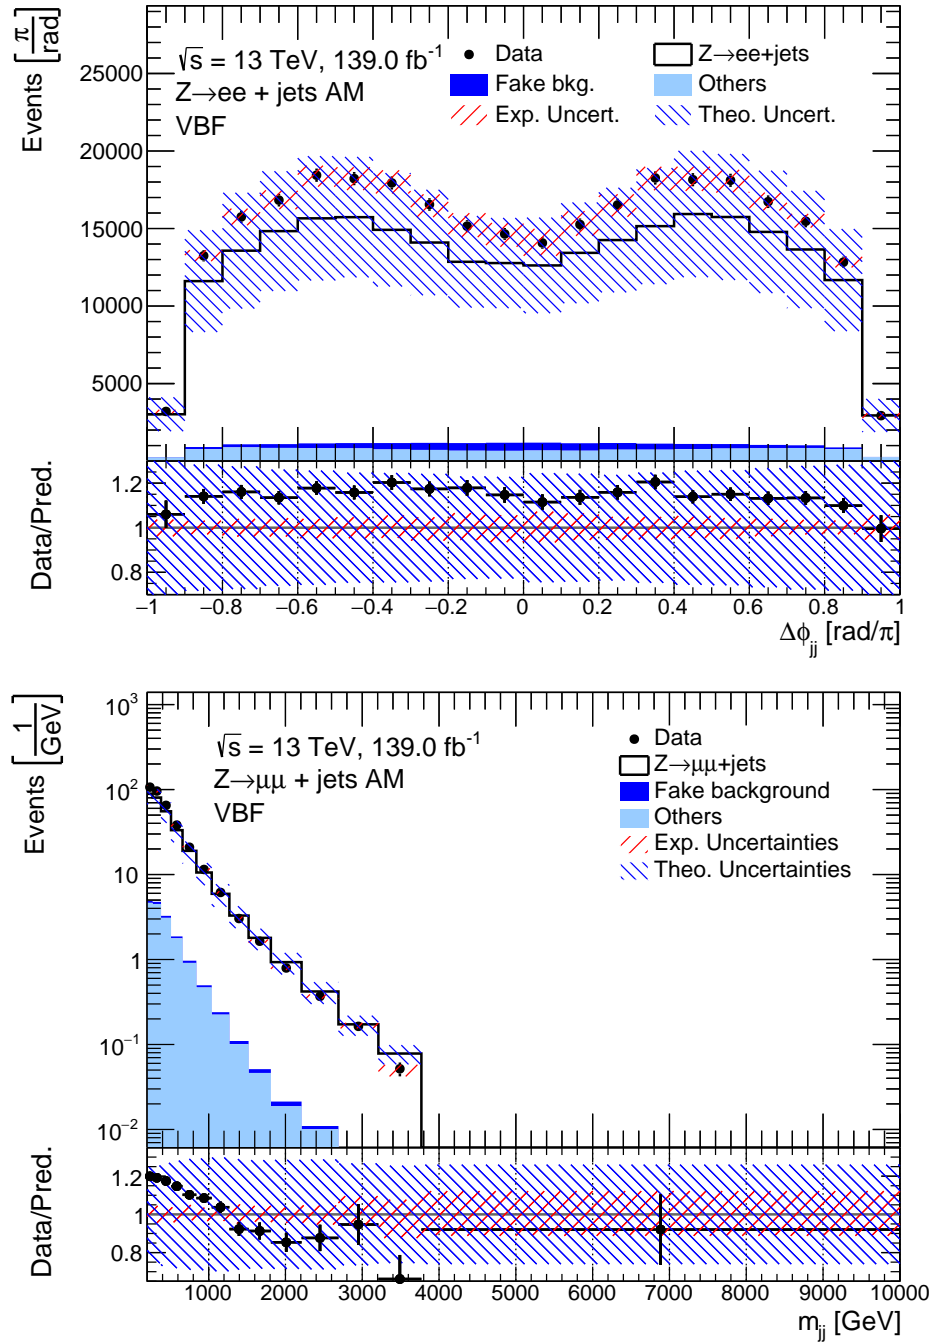 Events [π/rad]
√s = 13 TeV, 139.0 fb⁻¹
Z→ee + jets AM
VBF
Data
Z→ee+jets
Fake bkg.
Others
Exp. Uncert.
Theo. Uncert.
25000
20000
15000
10000
5000
Data/Pred.
1.2
1
0.8
−1 −0.8 −0.6 −0.4 −0.2 0 0.2 0.4 0.6 0.8 1
Δϕjj [rad/π]
Events [1/GeV]
√s = 13 TeV, 139.0 fb⁻¹
Z→μμ + jets AM
VBF
Data
Z→μμ+jets
Fake background
Others
Exp. Uncertainties
Theo. Uncertainties
10³
10²
10
1
10⁻¹
10⁻²
Data/Pred.
1.2
1
0.8
1000 2000 3000 4000 5000 6000 7000 8000 9000 10000
mjj [GeV]